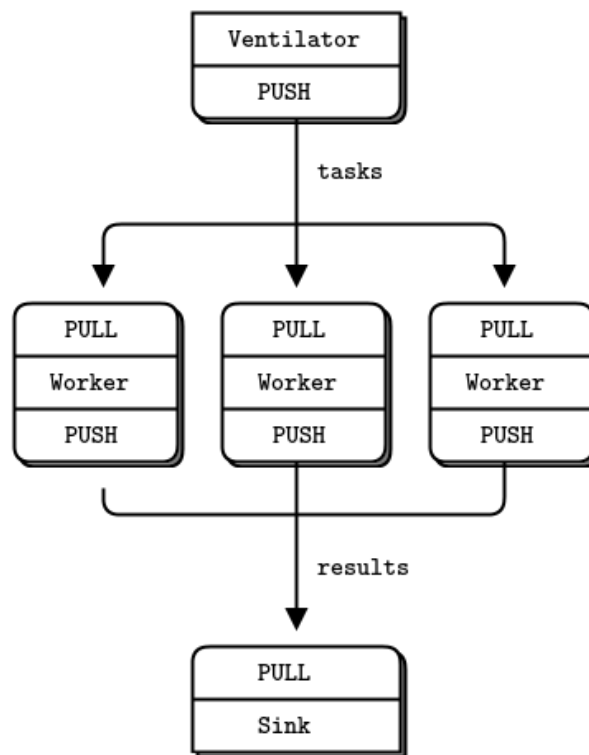 Ventilator
PUSH
tasks
PULL PULL PULL
Worker Worker Worker
PUSH PUSH PUSH
results
PULL
Sink